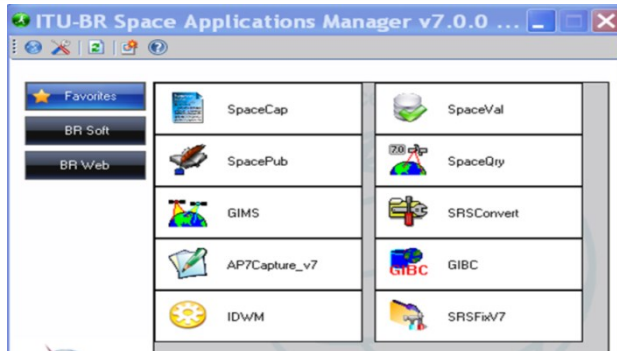 ITU-BR Space Applications Manager v7.0.0 ...
Favorites
BR Soft
BR Web
SpaceCap
SpaceVal
SpacePub
7.0
SpaceQry
GIMS
SRSConvert
AP7Capture_v7
GIBC
GIBC
IDWM
SRSFixV7